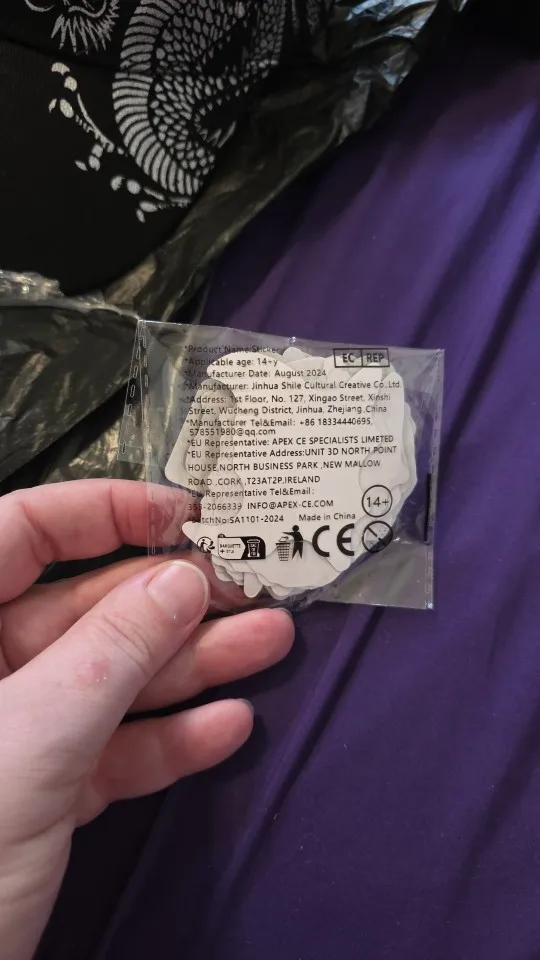 *Product Name:Sticker
*Applicable age: 14+y
EC REP
*Manufacturer Date: August 2024
*Manufacturer: Jinhua Shile Cultural Creative Co.,Ltd.
*Address: 1st Floor, No. 127, Xingao Street, Xinshi
Street, Wucheng District, Jinhua, Zhejiang,China
*Manufacturer Tel&Email: +86 18334440695,
578551980@qq.com
*EU Representative: APEX CE SPECIALISTS LIMETED
*EU Representative Address:UNIT 3D NORTH POINT
HOUSE,NORTH BUSINESS PARK ,NEW MALLOW
ROAD ,CORK ,T23AT2P,IRELAND
*EU Representative Tel&Email:
353-2066339 INFO@APEX-CE.COM
14+
BatchNo:SA1101-2024 Made in China
CE